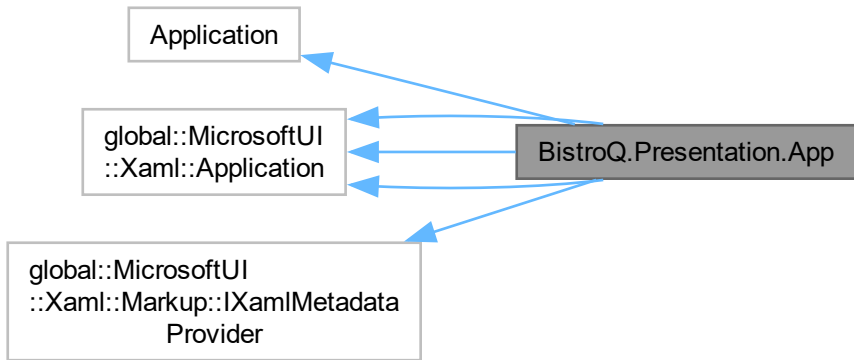 Application
global::MicrosoftUI
::Xaml::Application
BistroQ.Presentation.App
global::MicrosoftUI
::Xaml::Markup::IXamlMetadata
Provider